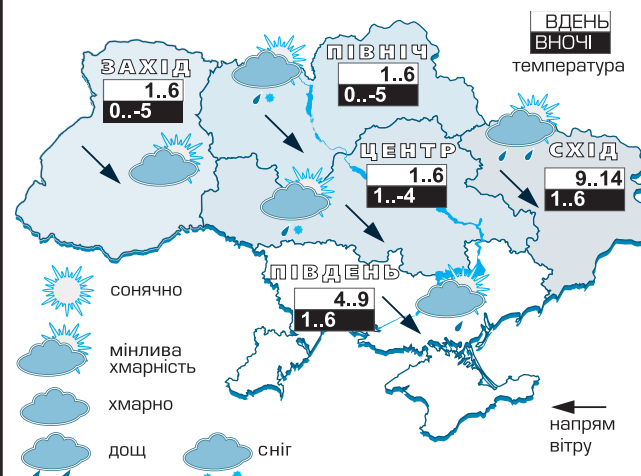 ВДЕНЬ
ВНОЧІ
температура
ПІВНІЧ
1..6
0..-5
ЗАХІД
1..6
0..-5
ЦЕНТР
1..6
1..-4
СХІД
9..14
1..6
ПІВДЕНЬ
4..9
1..6
сонячно
мінлива
хмарність
хмарно
дощ
сніг
напрям
вітру